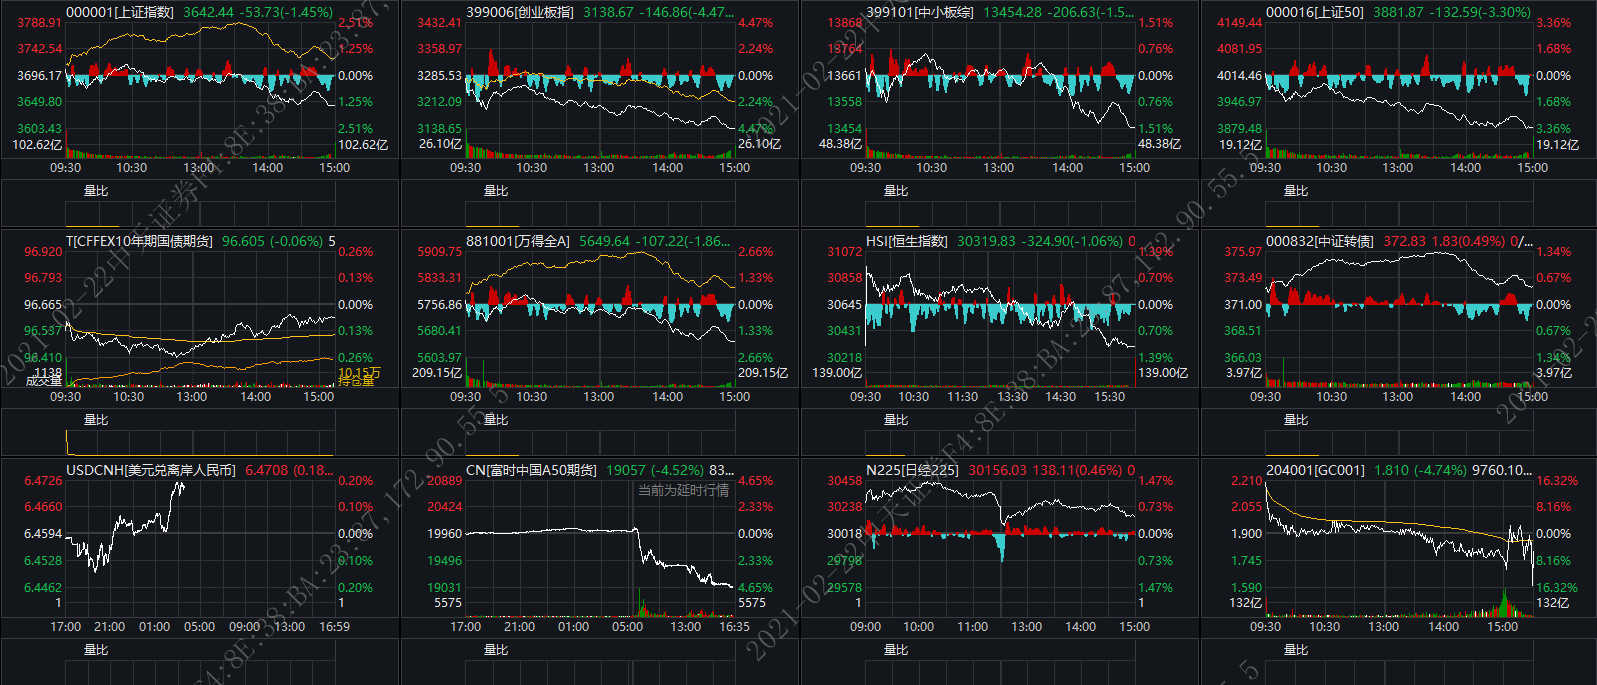 000001[上证指数] 3642.44 -53.73(-1.45%)
3788.91 2.51%
3742.54 1.25%
3696.17 0.00%
3649.80 1.25%
3603.43 2.51%
102.62亿 102.62亿
09:30 10:30 13:00 14:00 15:00
量比
399006[创业板指] 3138.67 -146.86(-4.47...
3432.41 4.47%
3358.97 2.24%
3285.53 0.00%
3212.09 2.24%
3138.65 4.47%
26.10亿 26.10亿
09:30 10:30 13:00 14:00 15:00
量比
399101[中小板综] 13454.28 -206.63(-1.5...
13868 1.51%
13764 0.76%
13661 0.00%
13558 0.76%
13454 1.51%
48.38亿 48.38亿
09:30 10:30 13:00 14:00 15:00
量比
000016[上证50] 3881.87 -132.59(-3.30%)
4149.44 3.36%
4081.95 1.68%
4014.46 0.00%
3946.97 1.68%
3879.48 3.36%
19.12亿 19.12亿
09:30 10:30 13:00 14:00 15:00
量比
T[CFFEX10年期国债期货] 96.605 (-0.06%) 5
96.920 0.26%
96.793 0.13%
96.665 0.00%
96.537 0.13%
96.410 0.26%
1138 10.15万
成交量 持仓量
09:30 10:30 13:00 14:00 15:00
量比
881001[万得全A] 5649.64 -107.22(-1.86...
5909.75 2.66%
5833.31 1.33%
5756.86 0.00%
5680.41 1.33%
5603.97 2.66%
209.15亿 209.15亿
09:30 10:30 13:00 14:00 15:00
量比
HSI[恒生指数] 30319.83 -324.90(-1.06%) 0
31072 1.39%
30858 0.70%
30645 0.00%
30431 0.70%
30218 1.39%
139.00亿 139.00亿
09:30 10:30 11:30 13:30 14:30 15:30
量比
000832[中证转债] 372.83 1.83(0.49%) 0/...
375.97 1.34%
373.49 0.67%
371.00 0.00%
368.51 0.67%
366.03 1.34%
3.97亿 3.97亿
09:30 10:30 13:00 14:00 15:00
量比
USDCNH[美元兑离岸人民币] 6.4708 (0.18...
6.4726 0.20%
6.4660 0.10%
6.4594 0.00%
6.4528 0.10%
6.4462 0.20%
1 1
17:00 21:00 01:00 05:00 09:00 13:00 16:59
量比
CN[富时中国A50期货] 19057 (-4.52%) 83...
当前为延时行情
20889 4.65%
20424 2.33%
19960 0.00%
19496 2.33%
19031 4.65%
5575 5575
17:00 21:00 01:00 05:00 13:00 16:35
量比
N225[日经225] 30156.03 138.11(0.46%) 0
30458 1.47%
30238 0.73%
30018 0.00%
29798 0.73%
29578 1.47%
1 1
09:00 10:00 11:00 13:00 14:00 15:00
量比
204001[GC001] 1.810 (-4.74%) 9760.10...
2.210 16.32%
2.055 8.16%
1.900 0.00%
1.745 8.16%
1.590 16.32%
132亿 132亿
09:30 10:30 13:00 14:00 15:00
量比